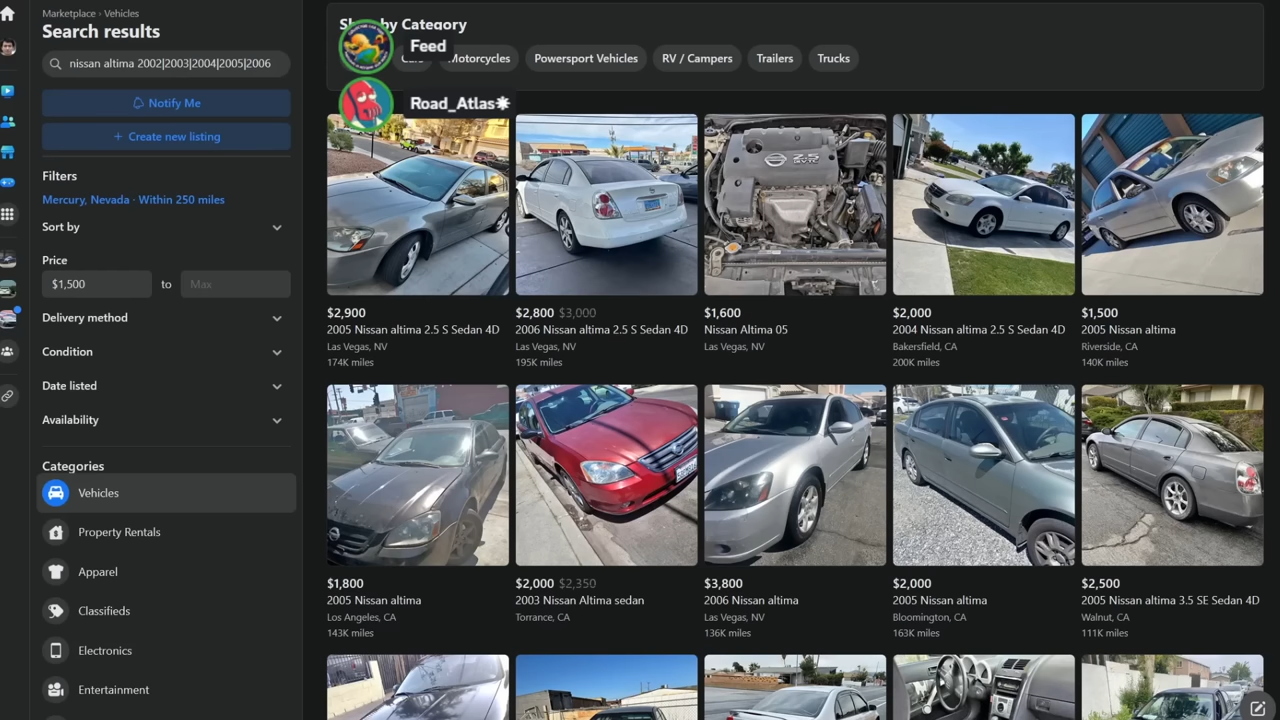 Marketplace › Vehicles
Search results
nissan altima 2002|2003|2004|2005|2006
Notify Me
+ Create new listing
Filters
Mercury, Nevada · Within 250 miles
Sort by
Price
$1,500 to Max
Delivery method
Condition
Date listed
Availability
Categories
Vehicles
Property Rentals
Apparel
Classifieds
Electronics
Entertainment
by Category
Feed
Motorcycles
Powersport Vehicles
RV / Campers
Trailers
Trucks
Road_Atlas✷
$2,900
2005 Nissan altima 2.5 S Sedan 4D
Las Vegas, NV
174K miles
$2,800 $3,000
2006 Nissan altima 2.5 S Sedan 4D
Las Vegas, NV
195K miles
$1,600
Nissan Altima 05
Las Vegas, NV
$2,000
2004 Nissan altima 2.5 S Sedan 4D
Bakersfield, CA
200K miles
$1,500
2005 Nissan altima
Riverside, CA
140K miles
$1,800
2005 Nissan altima
Los Angeles, CA
143K miles
$2,000 $2,350
2003 Nissan Altima sedan
Torrance, CA
$3,800
2006 Nissan altima
Las Vegas, NV
136K miles
$2,000
2005 Nissan altima
Bloomington, CA
163K miles
$2,500
2005 Nissan altima 3.5 SE Sedan 4D
Walnut, CA
111K miles